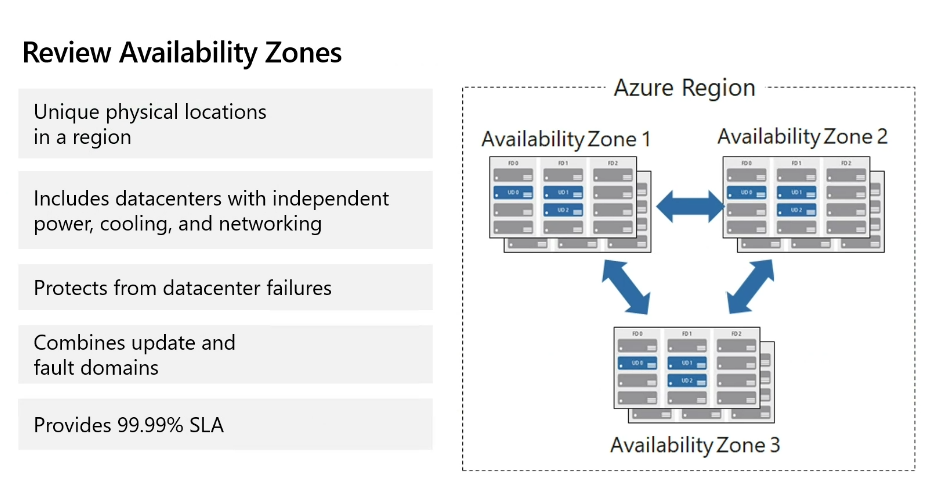 Review Availability Zones
Unique physical locations
in a region
Includes datacenters with independent
power, cooling, and networking
Protects from datacenter failures
Combines update and
fault domains
Provides 99.99% SLA
Azure Region
Availability Zone 1
FD 0 FD 1 FD 2
UD 0 UD 1
UD 2
Availability Zone 2
FD 0 FD 1 FD 2
UD 0 UD 1
UD 2
FD 0 FD 1 FD 2
UD 0 UD 1
UD 2
Availability Zone 3